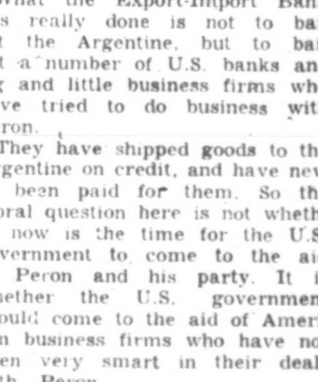 What the Export-Import Bank
s really done is not to ba
t the Argentine, but to ba
t a number of U.S. banks an
g and little business firms wh
ve tried to do business wit
ron.
They have shipped goods to th
gentine on credit, and have nev
been paid for them. So th
oral question here is not wheth
now is the time for the U.S
vernment to come to the ai
Peron and his party. It i
hether the U.S. governmen
ould come to the aid of Ameri
n business firms who have no
en very smart in their deal
th Peron.